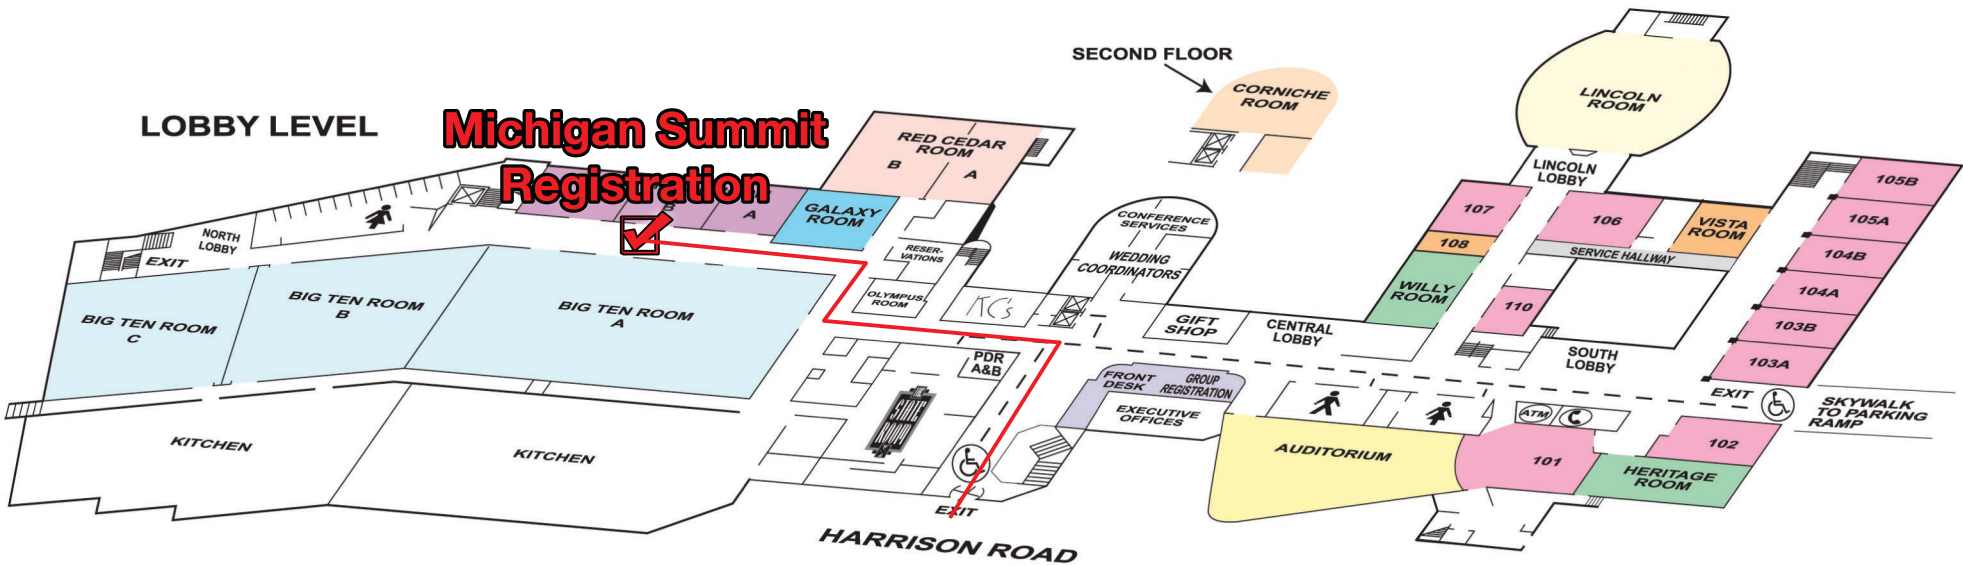 SECOND FLOOR
CORNICHE
ROOM
LINCOLN
ROOM
LOBBY LEVEL
Michigan Summit
Registration
RED CEDAR
ROOM
B
A
B
A
GALAXY
ROOM
NORTH
LOBBY
EXIT
RESER-
VATIONS
OLYMPUS
ROOM
KC's
CONFERENCE
SERVICES
WEDDING
COORDINATORS
GIFT
SHOP
CENTRAL
LOBBY
LINCOLN
LOBBY
107
108
WILLY
ROOM
106
VISTA
ROOM
SERVICE HALLWAY
110
SOUTH
LOBBY
105B
105A
104B
104A
103B
103A
BIG TEN ROOM
C
BIG TEN ROOM
B
BIG TEN ROOM
A
KITCHEN
KITCHEN
PDR
A&B
STATE
ROOM
FRONT
DESK
GROUP
REGISTRATION
EXECUTIVE
OFFICES
ATM
EXIT
SKYWALK
TO PARKING
RAMP
AUDITORIUM
101
102
HERITAGE
ROOM
EXIT
HARRISON ROAD